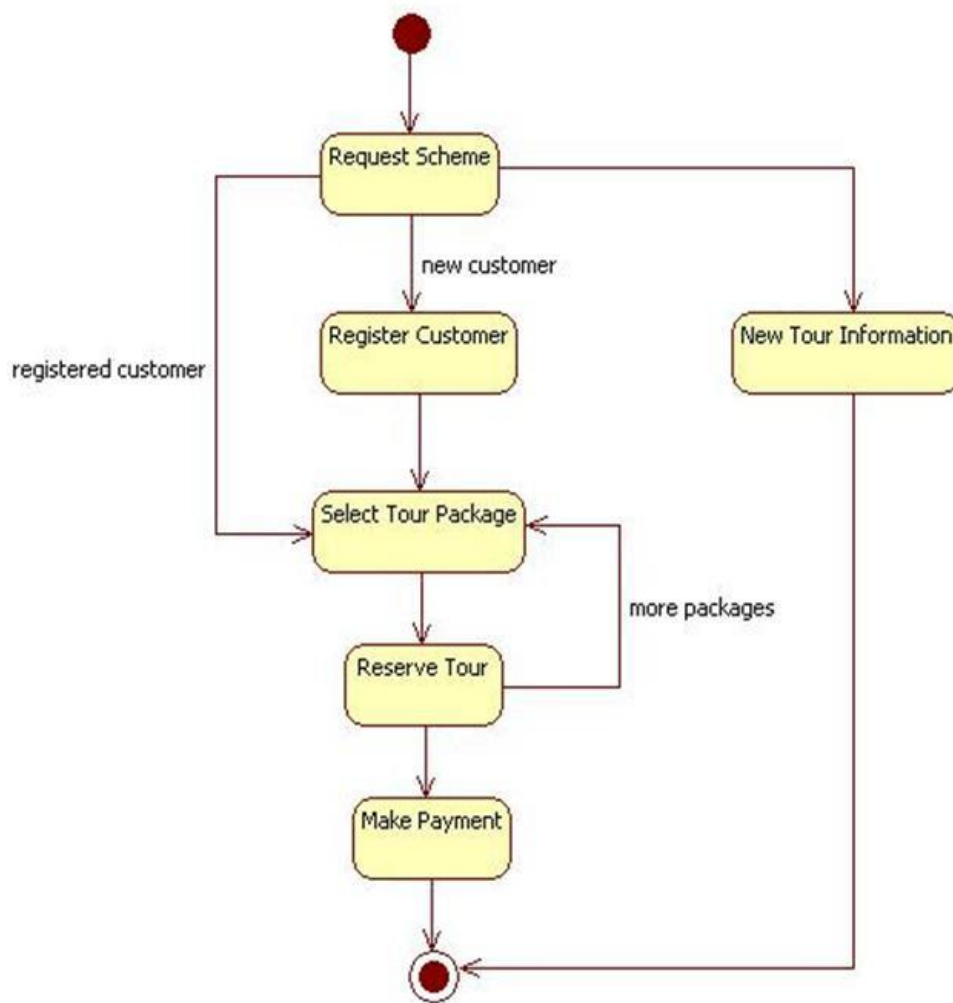 Request Scheme
new customer
Register Customer
New Tour Information
registered customer
Select Tour Package
more packages
Reserve Tour
Make Payment